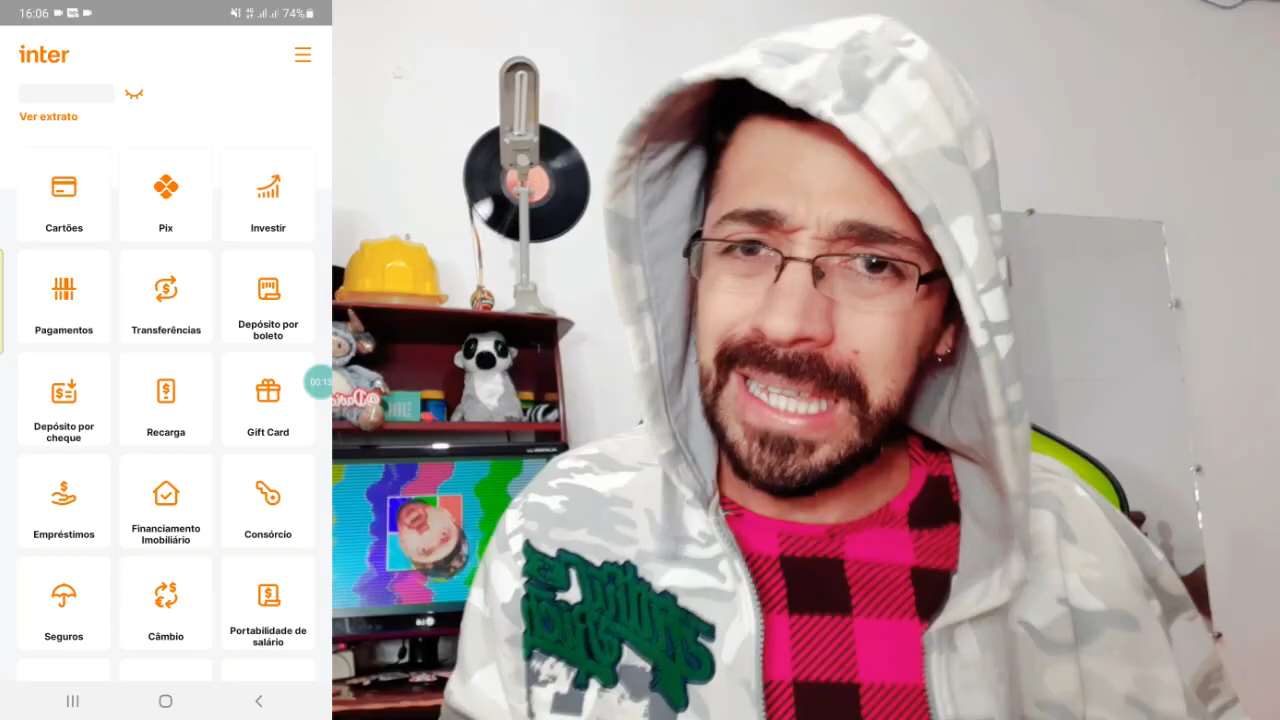 16:06
74%
inter
Ver extrato
Cartões
Pix
Investir
Pagamentos
Transferências
Depósito por
boleto
Depósito por
cheque
Recarga
Gift Card
00:13
Empréstimos
Financiamento
Imobiliário
Consórcio
Seguros
Câmbio
Portabilidade de
salário